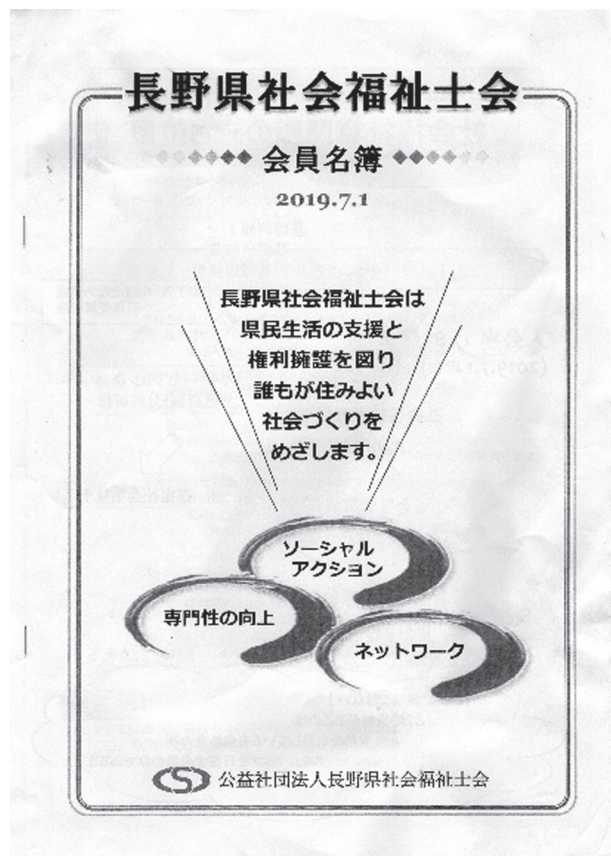 長野県社会福祉士会
会員名簿
2019.7.1
長野県社会福祉士会は
県民生活の支援と
権利擁護を図り
誰もが住みよい
社会づくりを
めざします。
ソーシャル
アクション
専門性の向上
ネットワーク
公益社団法人長野県社会福祉士会